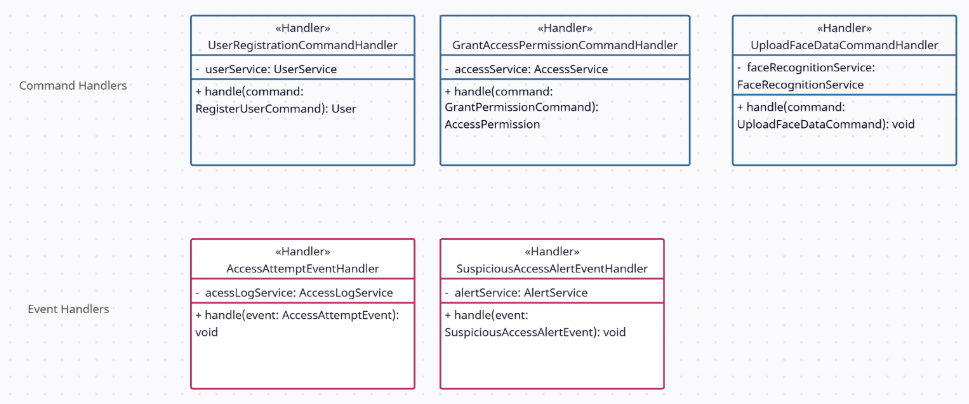 «Handler»
UserRegistrationCommandHandler
- userService: UserService
+ handle(command:
RegisterUserCommand): User
«Handler»
GrantAccessPermissionCommandHandler
- accessService: AccessService
+ handle(command:
GrantPermissionCommand):
AccessPermission
«Handler»
UploadFaceDataCommandHandler
- faceRecognitionService:
FaceRecognitionService
+ handle(command:
UploadFaceDataCommand): void
Command Handlers
«Handler»
AccessAttemptEventHandler
- acessLogService: AccessLogService
+ handle(event: AccessAttemptEvent):
void
«Handler»
SuspiciousAccessAlertEventHandler
- alertService: AlertService
+ handle(event:
SuspiciousAccessAlertEvent): void
Event Handlers